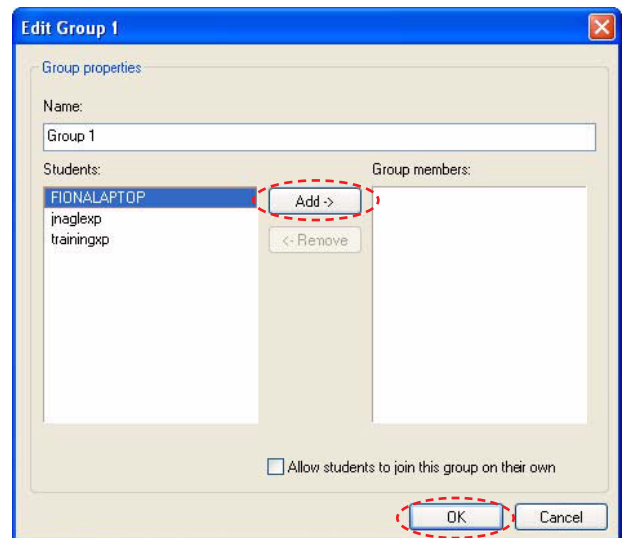 Edit Group 1
Group properties
Name:
Group 1
Students:
Group members:
FIONALAPTOP
jnaglexp
trainingxp
Add ->
<- Remove
Allow students to join this group on their own
OK
Cancel